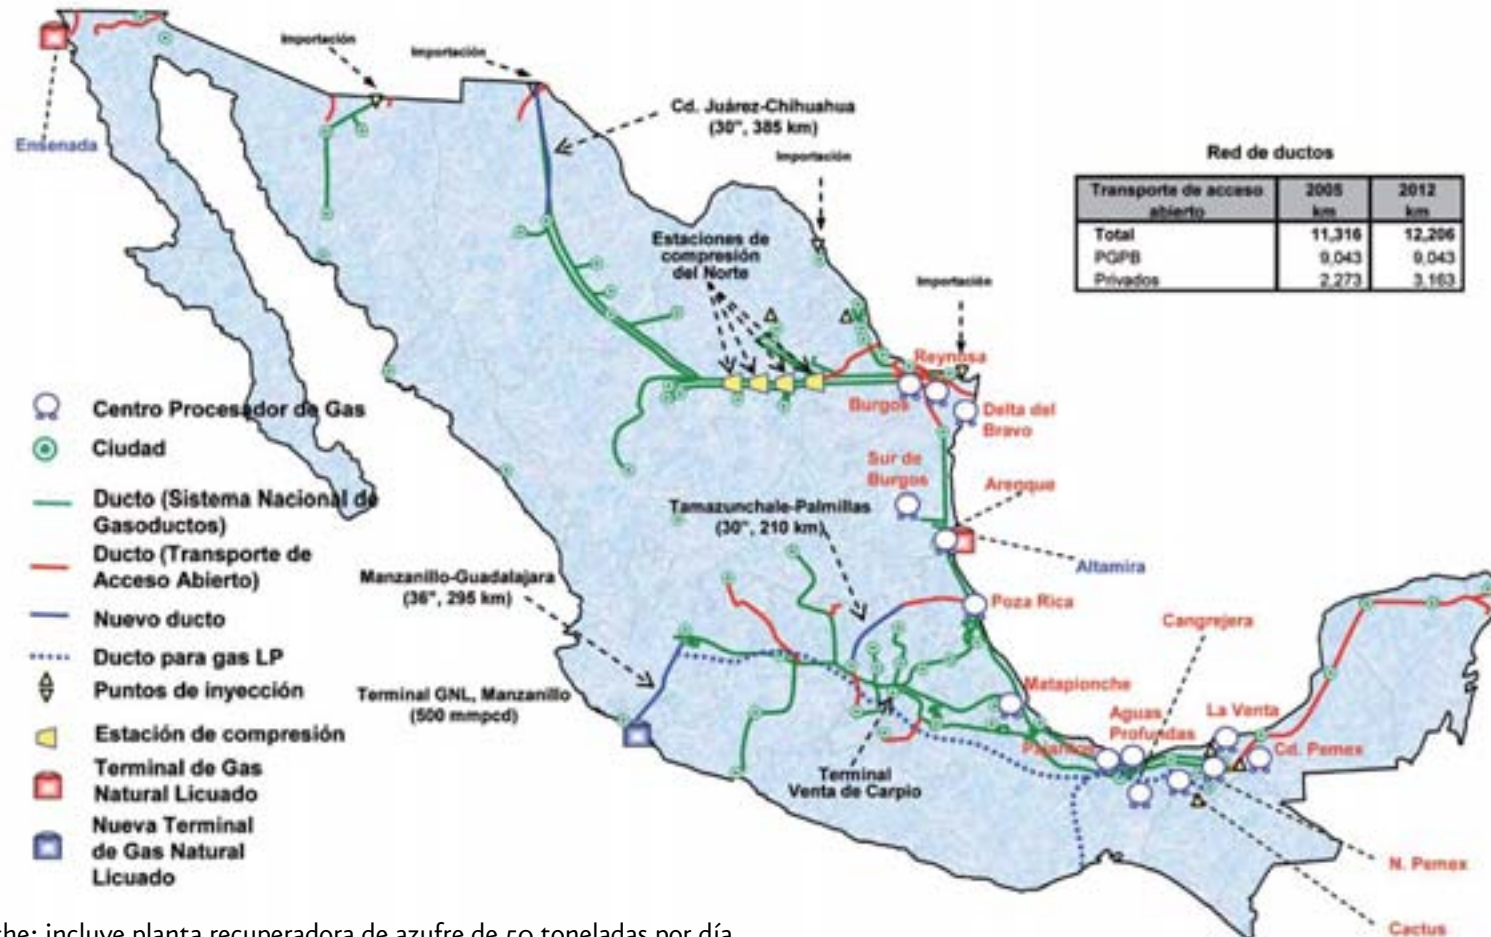 Importación
Importación
Cd. Juárez-Chihuahua
(30", 385 km)
Importación
Ensenada
Red de ductos
Transporte de acceso abierto 2005 km 2012 km
Total 11,316 12,206
PGPB 9,043 9,043
Privados 2,273 3,163
Estaciones de
compresión
del Norte
Importación
Reynosa
Burgos
Delta del
Bravo
Sur de
Burgos
Arenque
Tamazunchale-Palmillas
(30", 210 km)
Altamira
Manzanillo-Guadalajara
(36", 295 km)
Poza Rica
Cangrejera
Terminal GNL, Manzanillo
(500 mmpcd)
Matapionche
Aguas
Profundas
La Venta
Pajaritos
Cd. Pemex
Terminal
Venta de Carpio
N. Pemex
Cactus
Centro Procesador de Gas
Ciudad
Ducto (Sistema Nacional de
Gasoductos)
Ducto (Transporte de
Acceso Abierto)
Nuevo ducto
Ducto para gas LP
Puntos de inyección
Estación de compresión
Terminal de Gas
Natural Licuado
Nueva Terminal
de Gas Natural
Licuado
che: incluye planta recuperadora de azufre de 50 toneladas por día